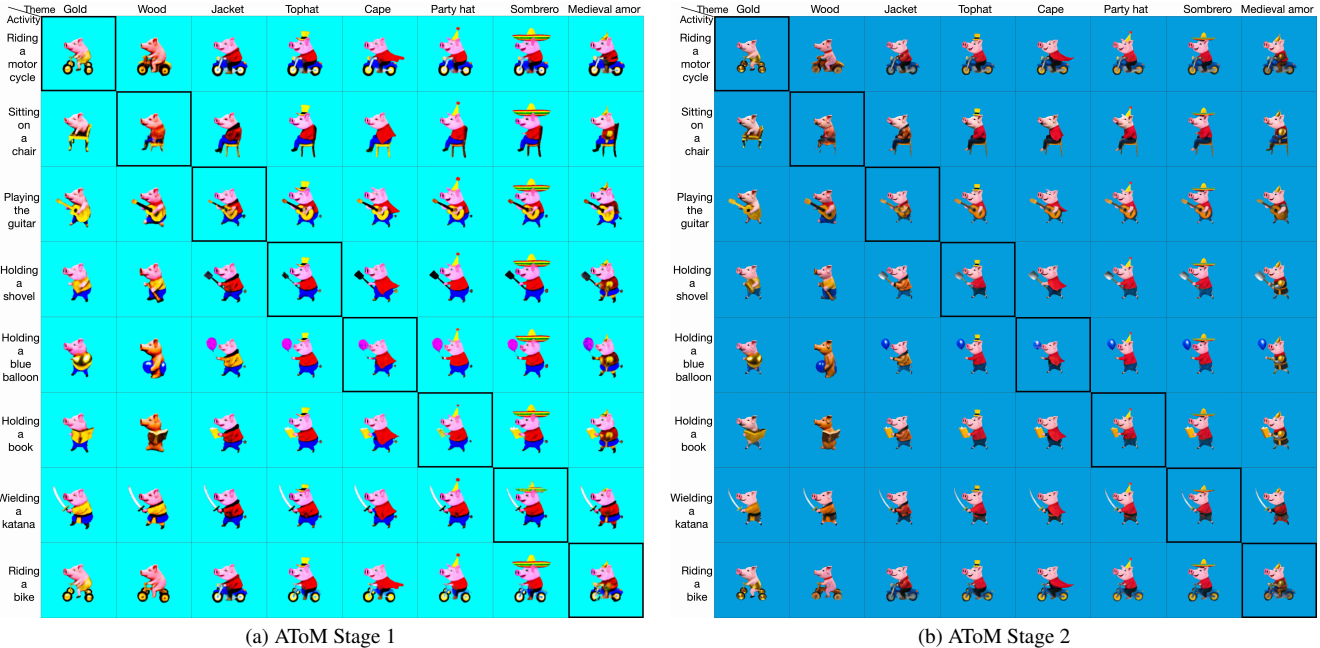 Theme Gold Wood Jacket Tophat Cape Party hat Sombrero Medieval amor
Activity
Riding
a
motor
cycle
Sitting
on
a
chair
Playing
the
guitar
Holding
a
shovel
Holding
a
blue
balloon
Holding
a
book
Wielding
a
katana
Riding
a
bike
(a) AToM Stage 1
Theme Gold Wood Jacket Tophat Cape Party hat Sombrero Medieval amor
Activity
Riding
a
motor
cycle
Sitting
on
a
chair
Playing
the
guitar
Holding
a
shovel
Holding
a
blue
balloon
Holding
a
book
Wielding
a
katana
Riding
a
bike
(b) AToM Stage 2